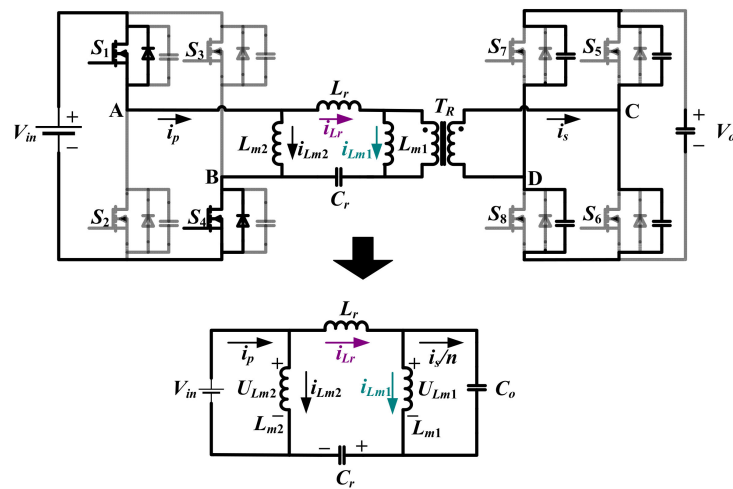 S1 S3 S7 S5
Lr TR
A ip iLr is C
Vin + − Lm2 iLm2 iLm1 Lm1 + − Vo
B Cr D
S2 S4 S8 S6
Lr
ip iLr is/n
Vin + ULm2 iLm2 iLm1 + ULm1 Co
Lm2 − − Lm1
− +
Cr